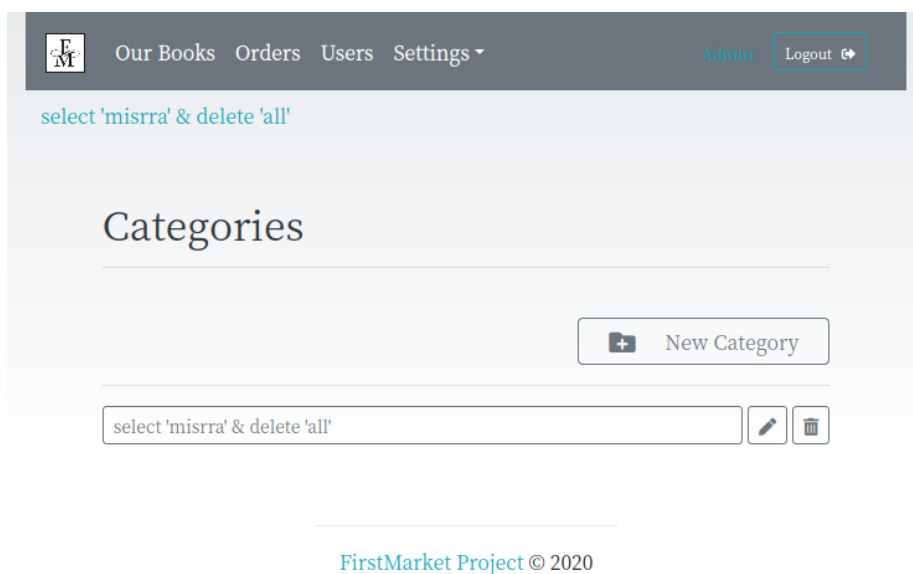 FM
Our Books Orders Users Settings Admin Logout
select 'misrra' & delete 'all'
Categories
New Category
select 'misrra' & delete 'all'
FirstMarket Project © 2020